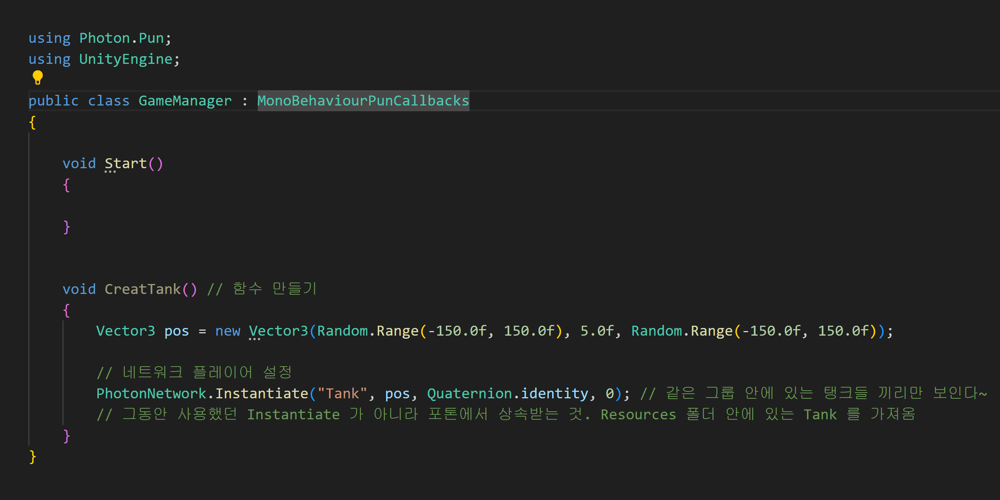 using Photon.Pun;
using UnityEngine;
public class GameManager : MonoBehaviourPunCallbacks
{
void Start()
{
}
void CreatTank() // 함수 만들기
{
Vector3 pos = new Vector3(Random.Range(-150.0f, 150.0f), 5.0f, Random.Range(-150.0f, 150.0f));
// 네트워크 플레이어 설정
PhotonNetwork.Instantiate("Tank", pos, Quaternion.identity, 0); // 같은 그룹 안에 있는 탱크들 끼리만 보인다~
// 그동안 사용했던 Instantiate 가 아니라 포톤에서 상속받는 것. Resources 폴더 안에 있는 Tank 를 가져옴
}
}